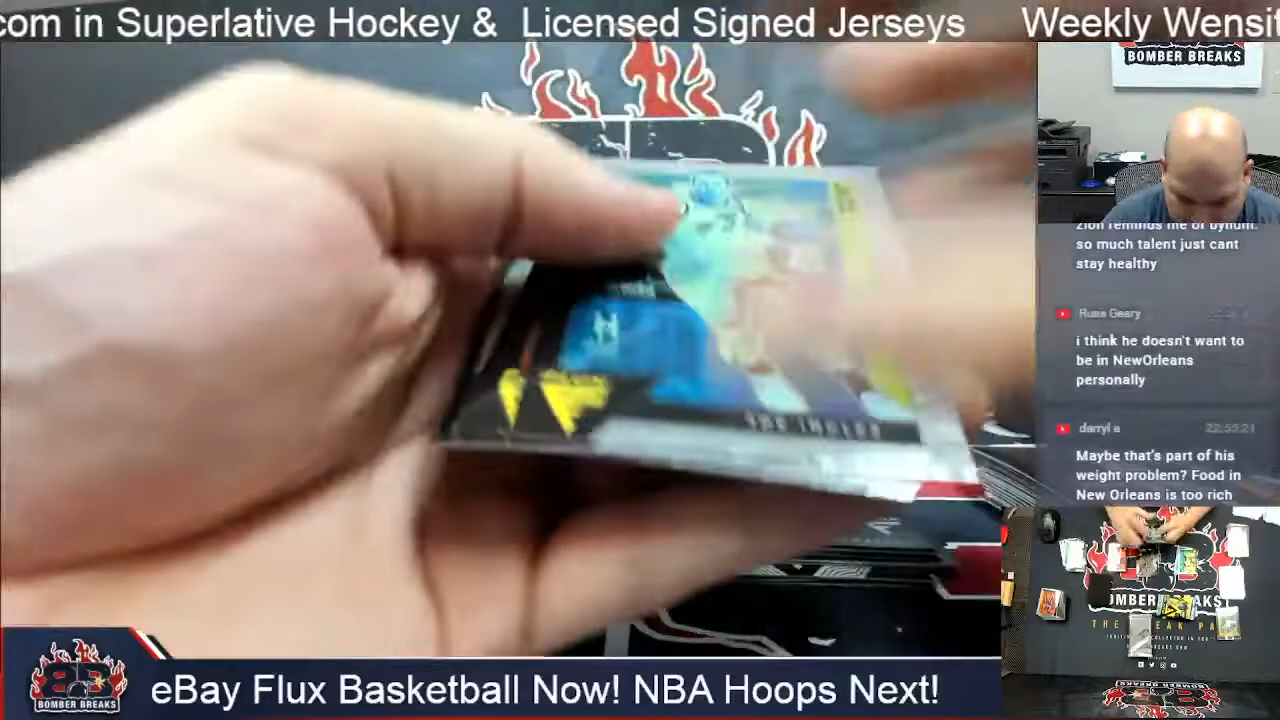 com in Superlative Hockey & Licensed Signed Jerseys Weekly Wensit
BOMBER BREAKS
zion reminds me of bynum.
so much talent just cant
stay healthy
Russ Geary
i think he doesn't want to
be in NewOrleans
personally
darryl a 22:55:21
Maybe that's part of his
weight problem? Food in
New Orleans is too rich
BOMBER BREAKS
eBay Flux Basketball Now! NBA Hoops Next!